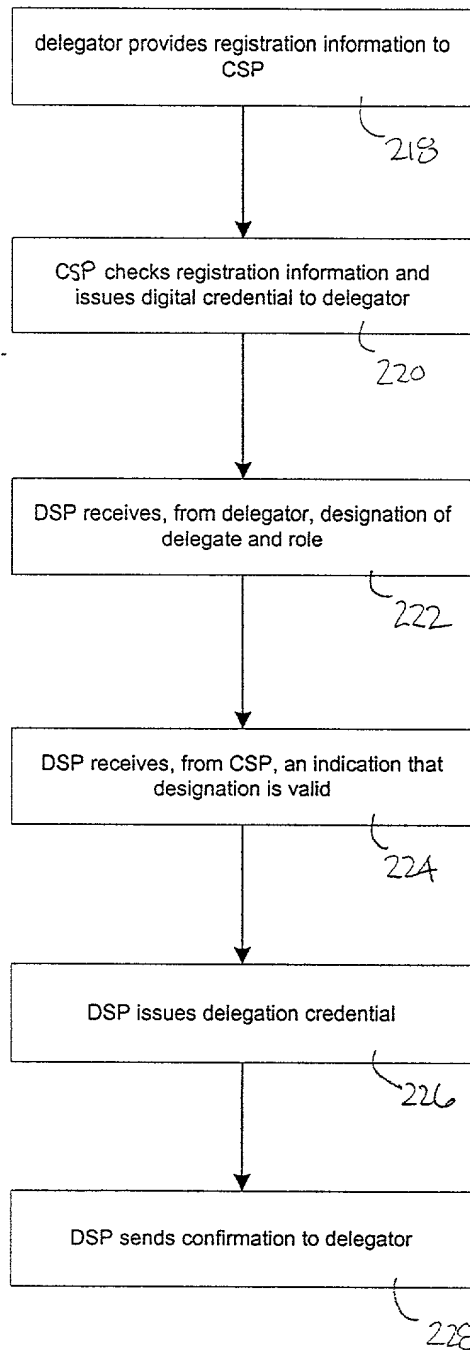 delegator provides registration information to
CSP
218
CSP checks registration information and
issues digital credential to delegator
220
DSP receives, from delegator, designation of
delegate and role
222
DSP receives, from CSP, an indication that
designation is valid
224
DSP issues delegation credential
226
DSP sends confirmation to delegator
228